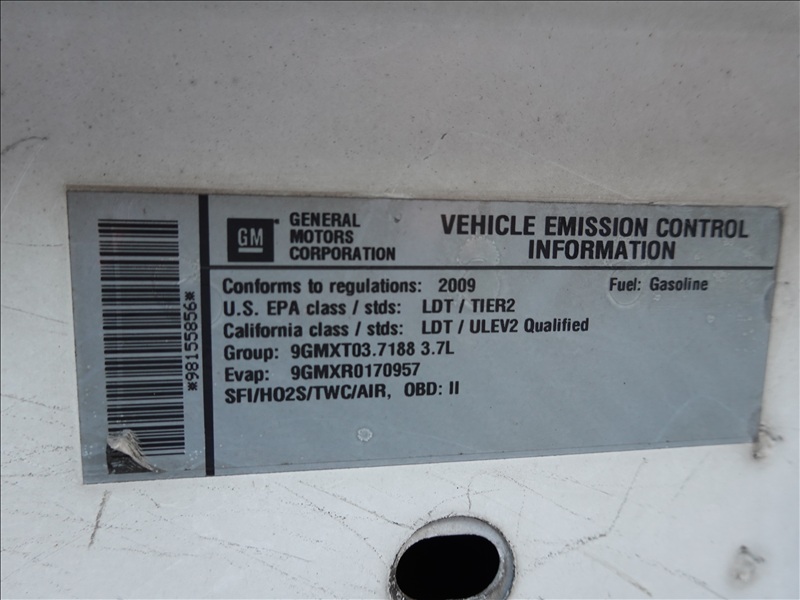 *98155856*
GM
GENERAL
MOTORS
CORPORATION
VEHICLE EMISSION CONTROL
INFORMATION
Conforms to regulations: 2009 Fuel: Gasoline
U.S. EPA class / stds: LDT / TIER2
California class / stds: LDT / ULEV2 Qualified
Group: 9GMXT03.7188 3.7L
Evap: 9GMXR0170957
SFI/HO2S/TWC/AIR, OBD: II